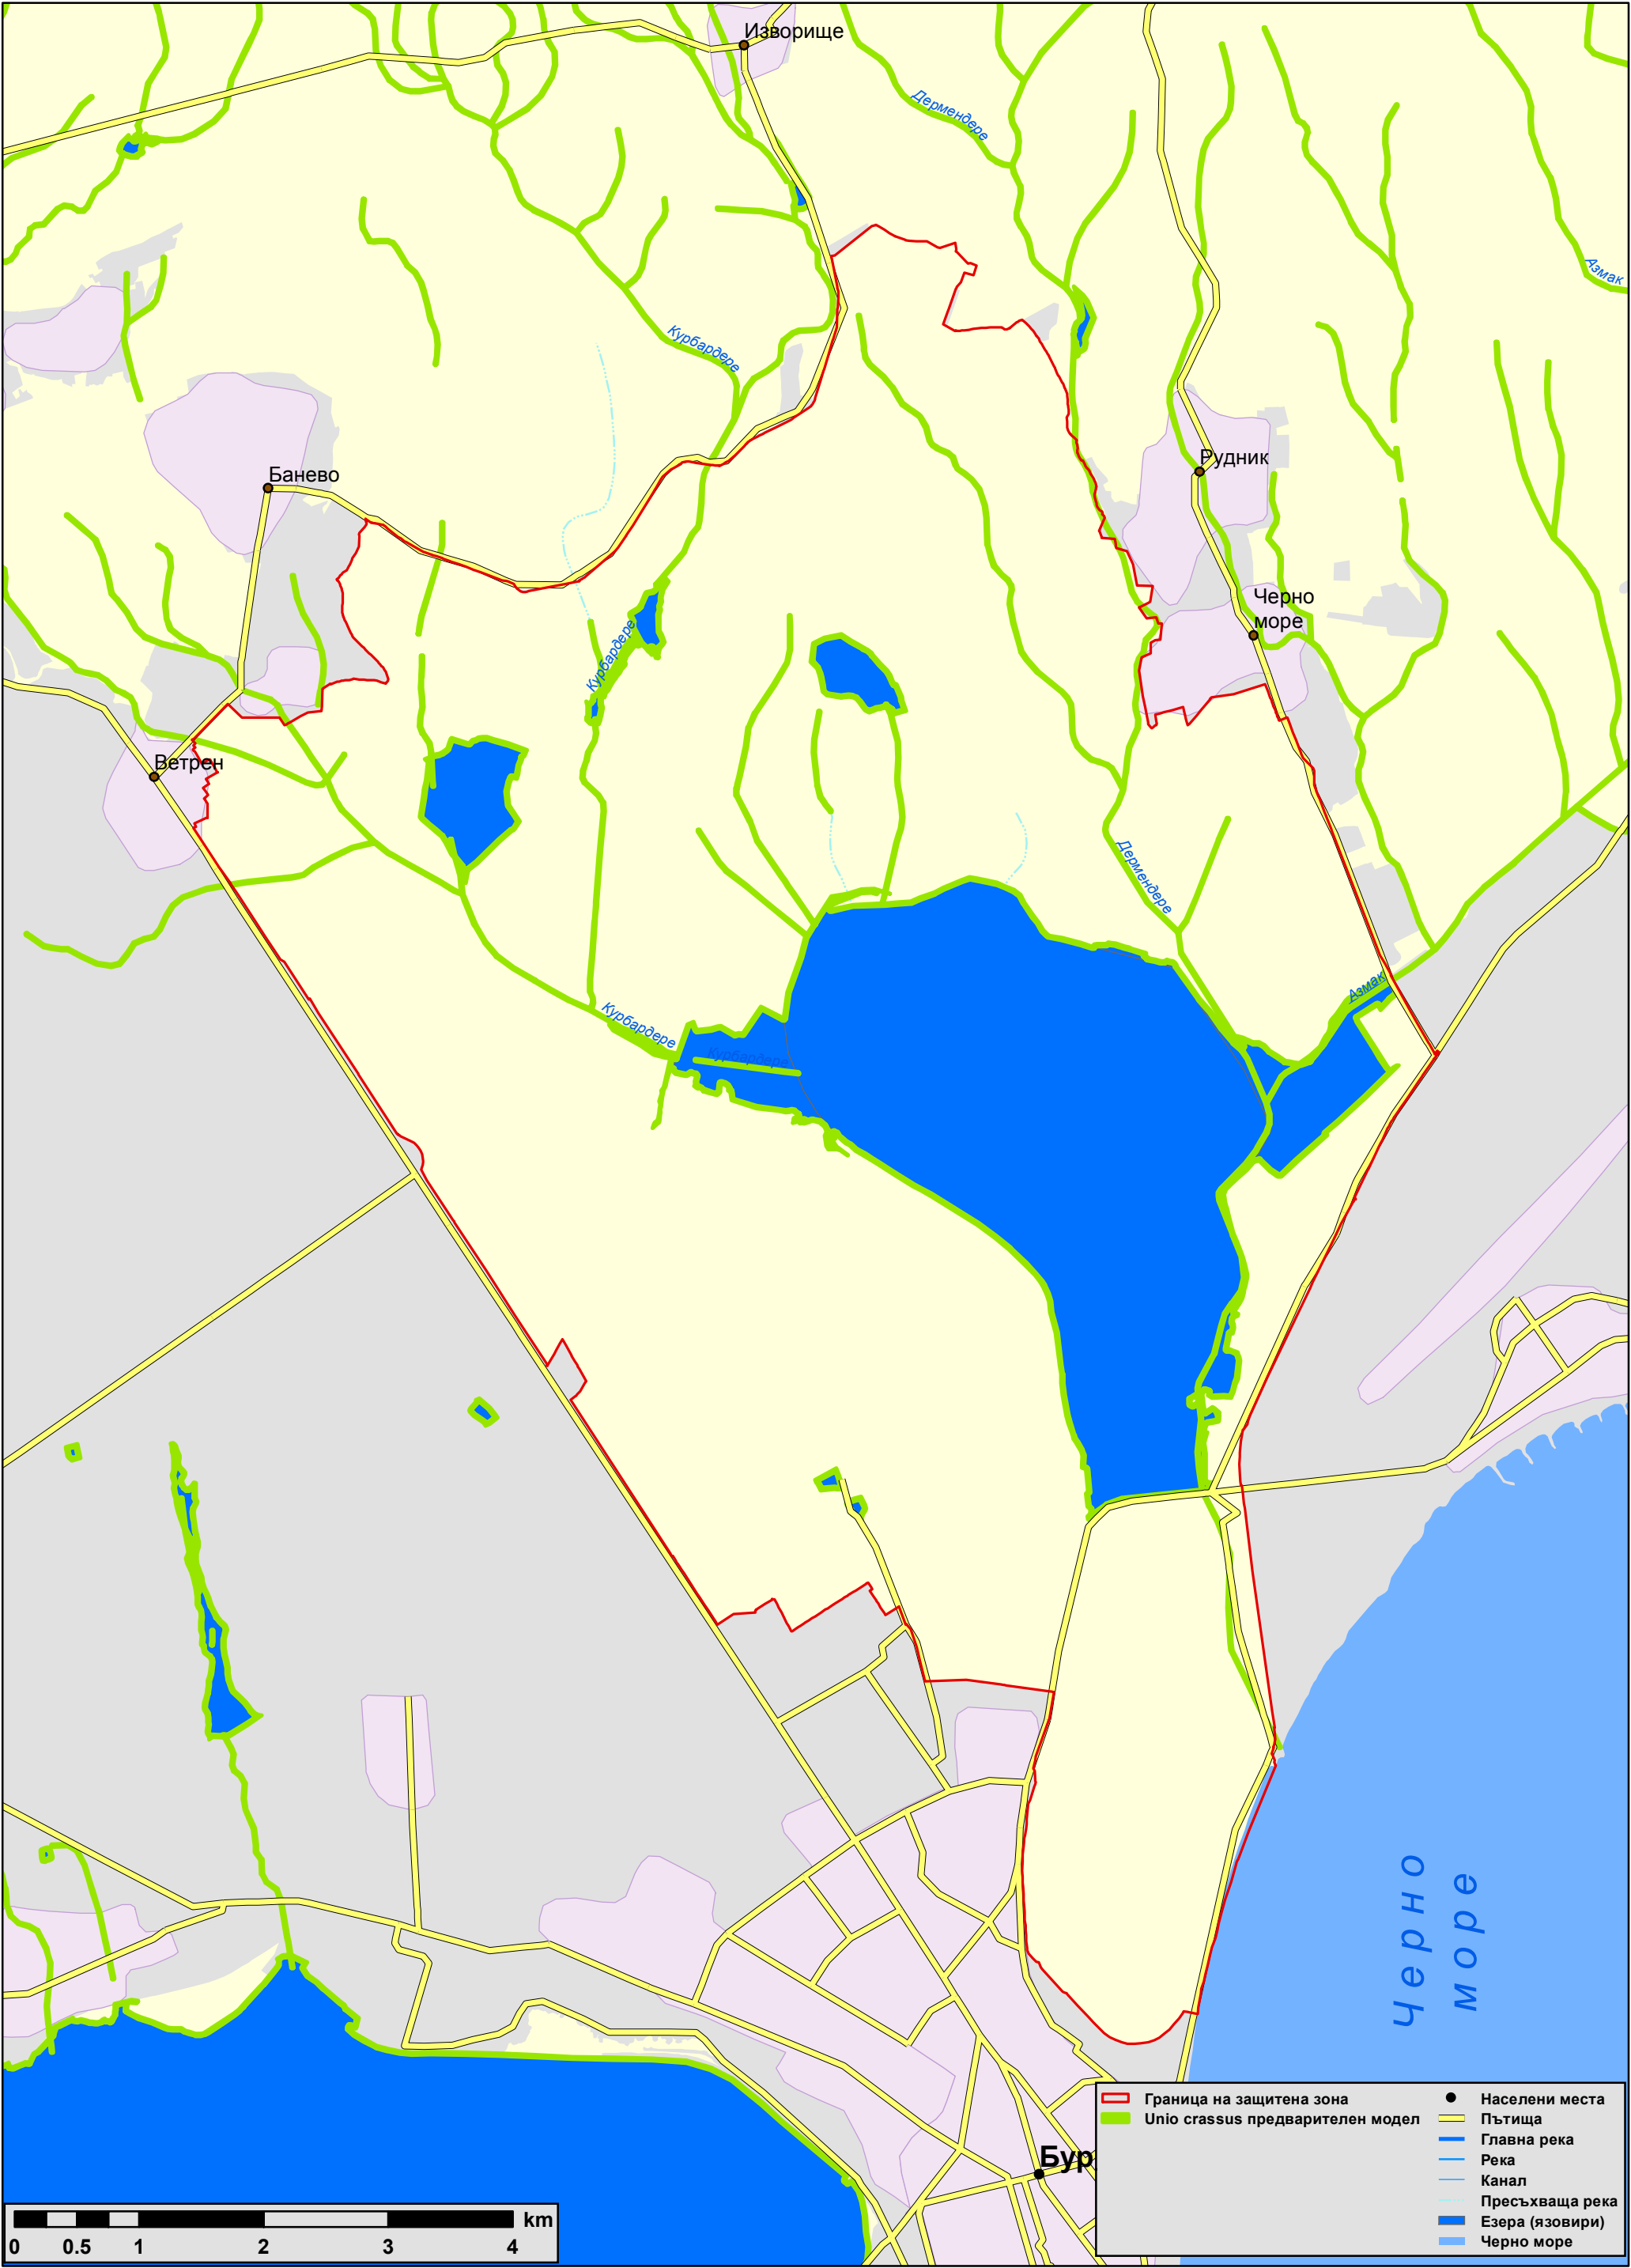 Изворище
Дермендере
Азмак
Курбардере
Банево
Рудник
Черно
море
Курбардере
Ветрен
Дермендере
Азмак
Курбардере
Курбардере
Черно
море
Бур
Граница на защитена зона
Unio crassus предварителен модел
Населени места
Пътища
Главна река
Река
Канал
Пресъхваща река
Езера (язовири)
Черно море
km
0 0.5 1 2 3 4